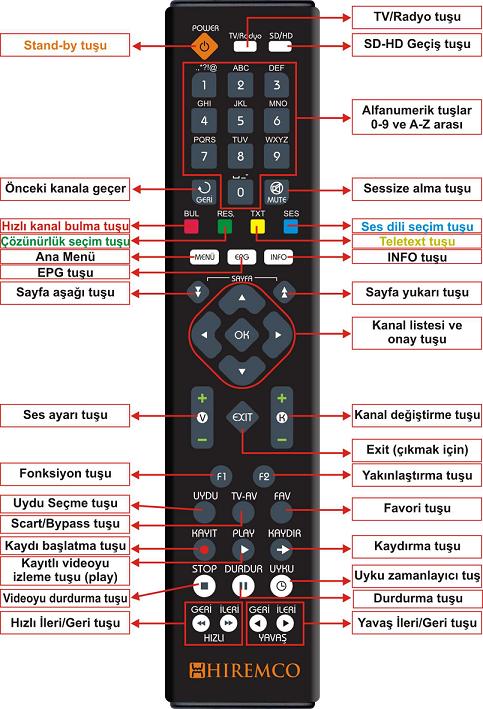 TV/Radyo tuşu
POWER
TV/Radyo SD/HD
Stand-by tuşu
SD-HD Geçiş tuşu
.,*?!@ ABC DEF
1 2 3
GHI JKL MNO
4 5 6
Alfanumerik tuşlar
0-9 ve A-Z arası
PQRS TUV WXYZ
7 8 9
Önceki kanala geçer
GERİ
0
MUTE
Sessize alma tuşu
BUL RES. TXT SES
Hızlı kanal bulma tuşu
Ses dili seçim tuşu
Çözünürlük seçim tuşu
Teletext tuşu
Ana Menü
MENÜ EPG INFO
INFO tuşu
EPG tuşu
SAYFA
Sayfa aşağı tuşu
Sayfa yukarı tuşu
OK
Kanal listesi ve
onay tuşu
+ +
Ses ayarı tuşu
V EXIT K
Kanal değiştirme tuşu
- -
Exit (çıkmak için)
Fonksiyon tuşu
F1 F2
Yakınlaştırma tuşu
UYDU TV-AV FAV
Uydu Seçme tuşu
Favori tuşu
Scart/Bypass tuşu
KAYIT PLAY KAYDIR
Kaydı başlatma tuşu
Kaydırma tuşu
Kayıtlı videoyu
izleme tuşu (play)
STOP DURDUR UYKU
Uyku zamanlayıcı tuş
Videoyu durdurma tuşu
Durdurma tuşu
GERİ İLERİ GERİ İLERİ
Hızlı İleri/Geri tuşu
Yavaş İleri/Geri tuşu
HIZLI YAVAŞ
HIREMCO